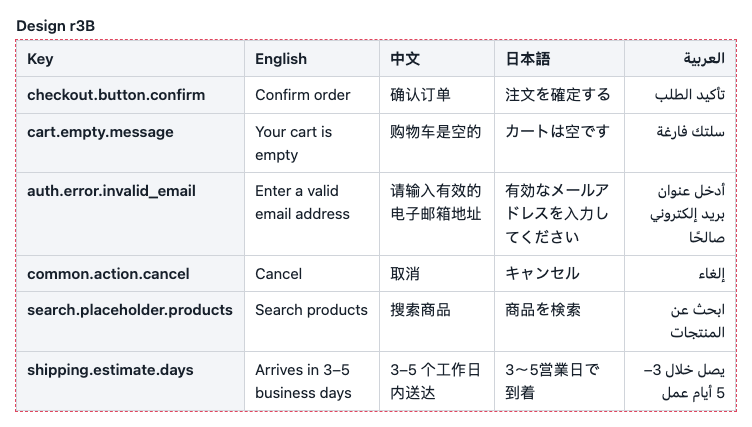 Design r3B
Key
English
中文
日本語
العربية
checkout.button.confirm
Confirm order
确认订单
注文を確定する
تأكيد الطلب
cart.empty.message
Your cart is
empty
购物车是空的
カートは空です
سلتك فارغة
auth.error.invalid_email
Enter a valid
email address
请输入有效的
电子邮箱地址
有効なメールア
ドレスを入力し
てください
أدخل عنوان
بريد إلكتروني
صالحًا
common.action.cancel
Cancel
取消
キャンセル
إلغاء
search.placeholder.products
Search products
搜索商品
商品を検索
ابحث عن
المنتجات
shipping.estimate.days
Arrives in 3–5
business days
3–5 个工作日
内送达
3〜5営業日で
到着
يصل خلال 3–
5 أيام عمل